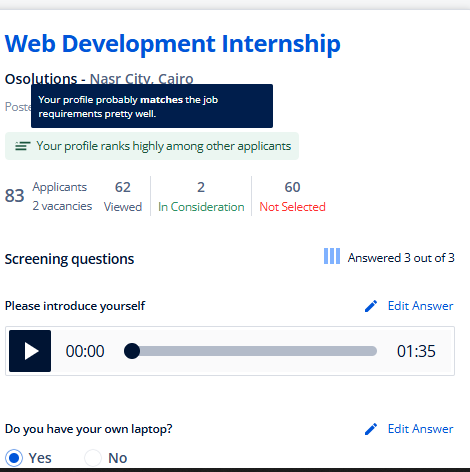 Web Development Internship
Osolutions - Nasr City, Cairo
Poste
Your profile probably matches the job
requirements pretty well.
Your profile ranks highly among other applicants
83 Applicants
2 vacancies
62
Viewed
2
In Consideration
60
Not Selected
Screening questions
Answered 3 out of 3
Please introduce yourself
Edit Answer
00:00
01:35
Do you have your own laptop?
Edit Answer
Yes
No